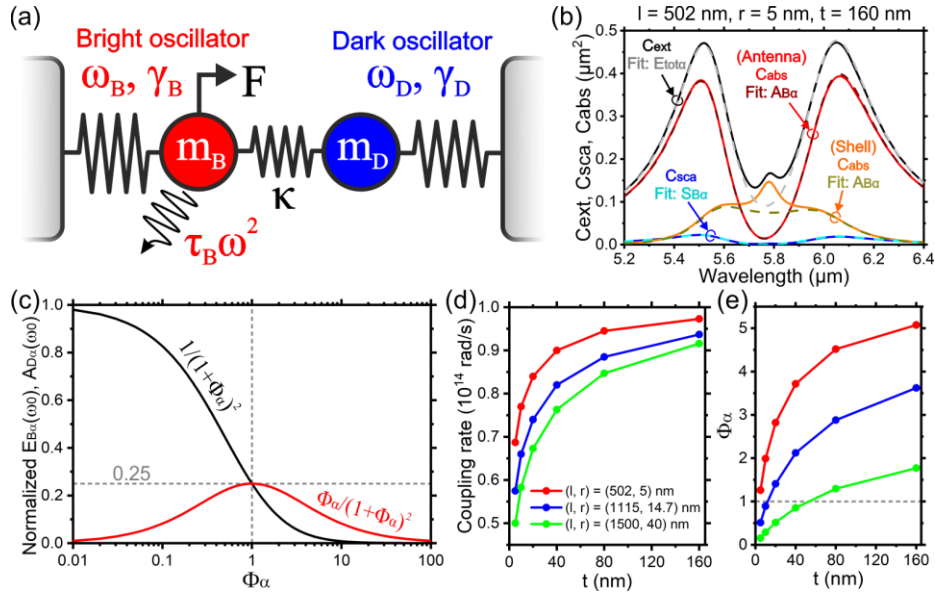 (a)
Bright oscillator
Dark oscillator
ω_B, γ_B
F
ω_D, γ_D
m_B
m_D
κ
τ_Bω²
(b)
l = 502 nm, r = 5 nm, t = 160 nm
Cext, Csca, Cabs (μm²)
0.5
0.4
0.3
0.2
0.1
0.0
Cext
Fit: Etotα
(Antenna)
Cabs
Fit: ABα
(Shell)
Cabs
Fit: ABα
Csca
Fit: SBα
5.2 5.4 5.6 5.8 6.0 6.2 6.4
Wavelength (μm)
(c)
Normalized EBα(ω0), ADα(ω0)
1.0
0.8
0.6
0.4
0.2
0.0
1/(1+Φα)²
0.25
Φα/(1+Φα)²
0.01 0.1 1 10 100
Φα
(d)
Coupling rate (10¹⁴ rad/s)
1.0
0.9
0.8
0.7
0.6
0.5
(l, r) = (502, 5) nm
(l, r) = (1115, 14.7) nm
(l, r) = (1500, 40) nm
0 40 80 120 160
t (nm)
(e)
Φα
5
4
3
2
1
0
0 40 80 120 160
t (nm)